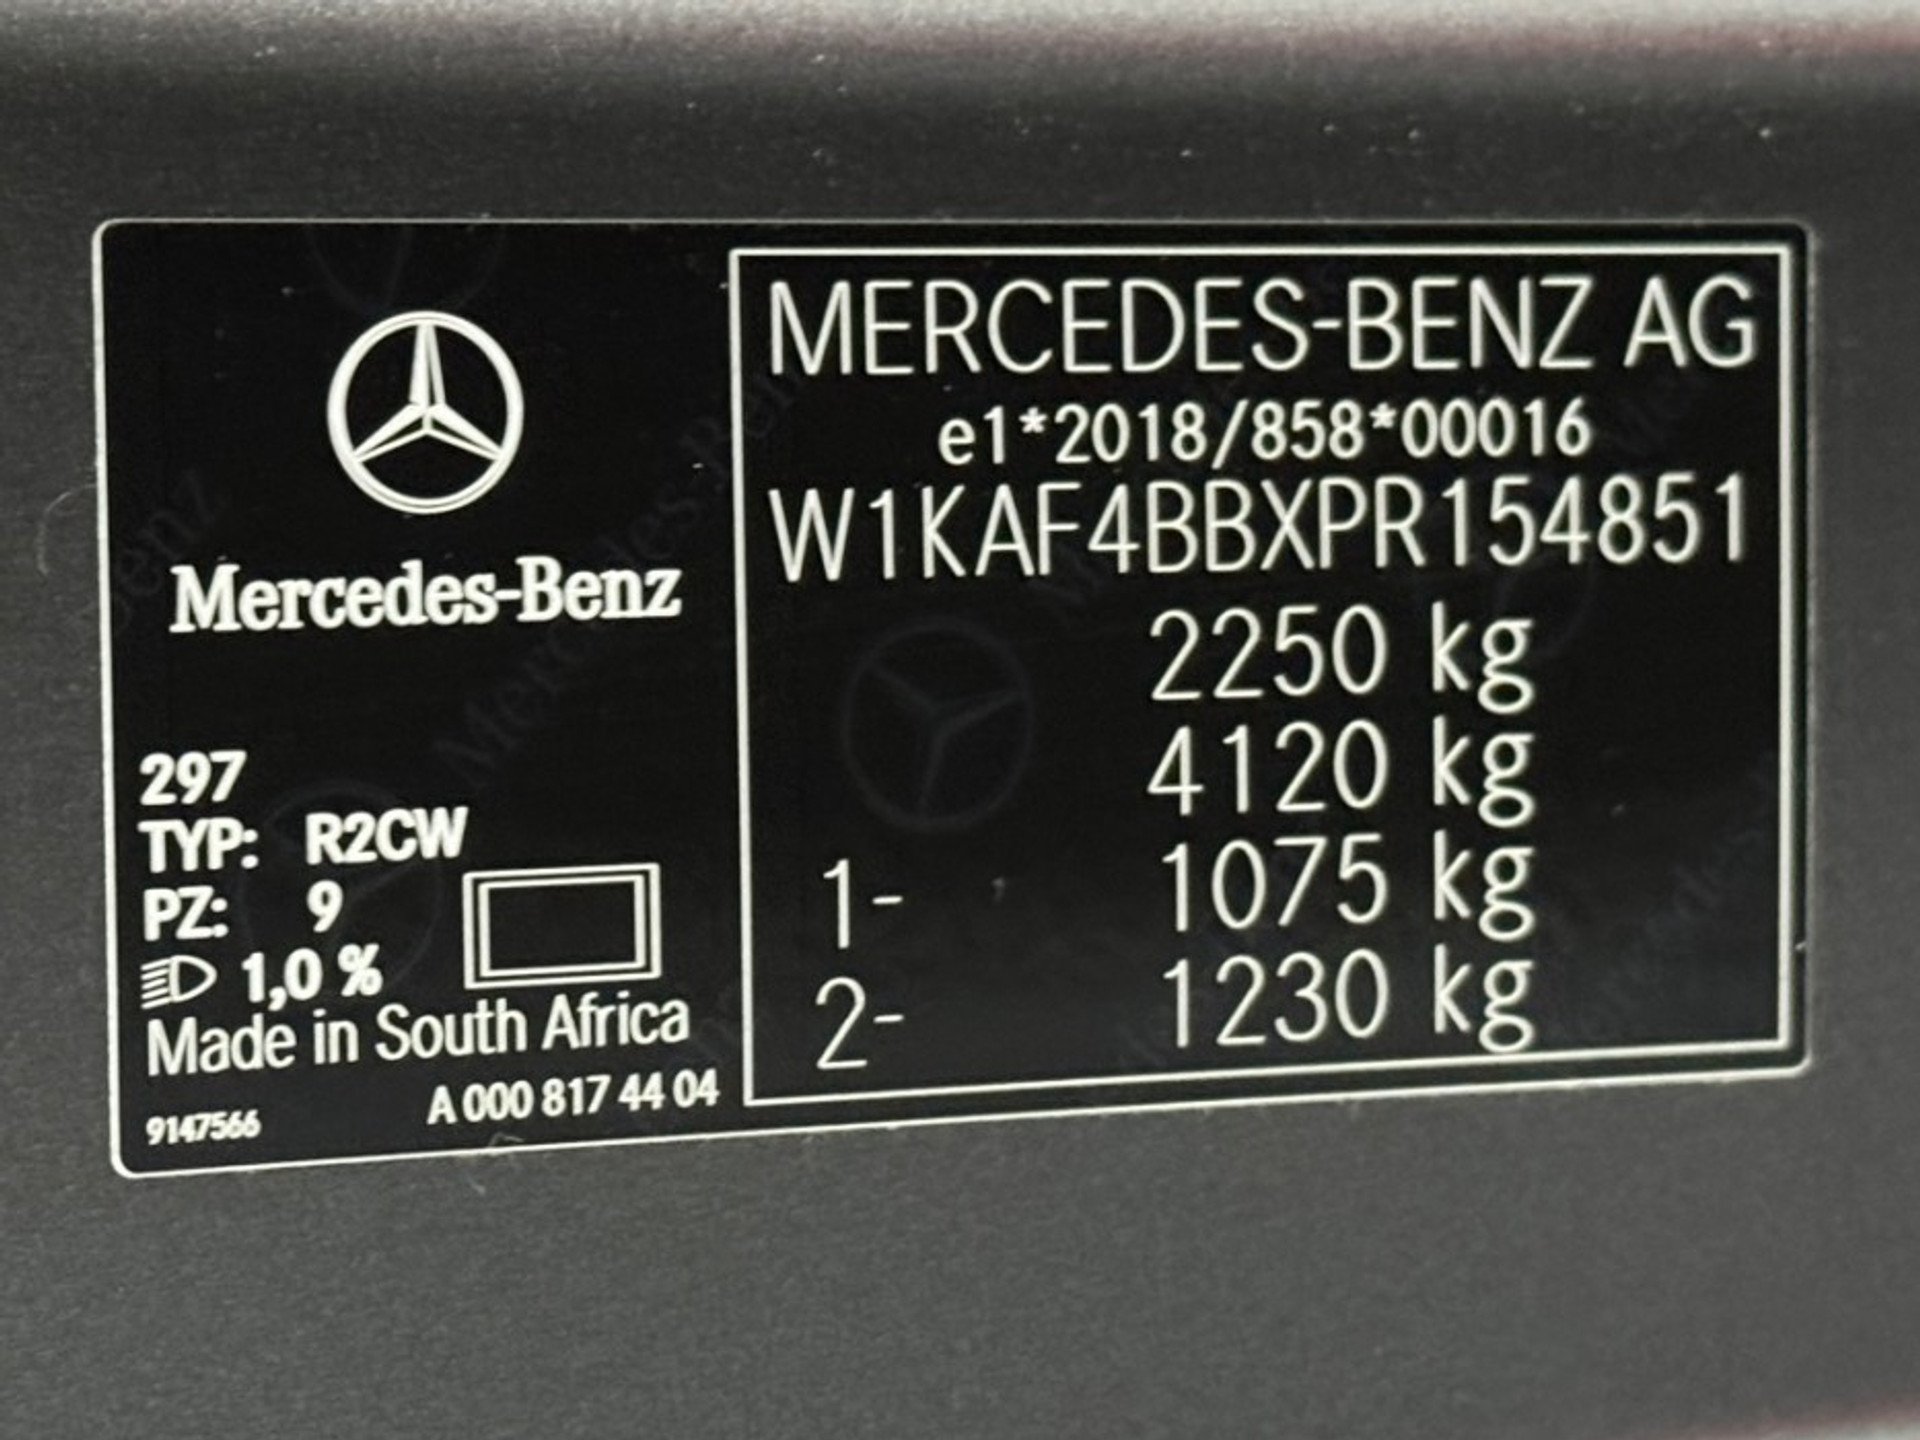 Mercedes-Benz
297
TYP: R2CW
PZ: 9
1,0 %
Made in South Africa
A 000 817 44 04
9147566
MERCEDES-BENZ AG
e1*2018/858*00016
W1KAF4BBXPR154851
2250 kg
4120 kg
1- 1075 kg
2- 1230 kg